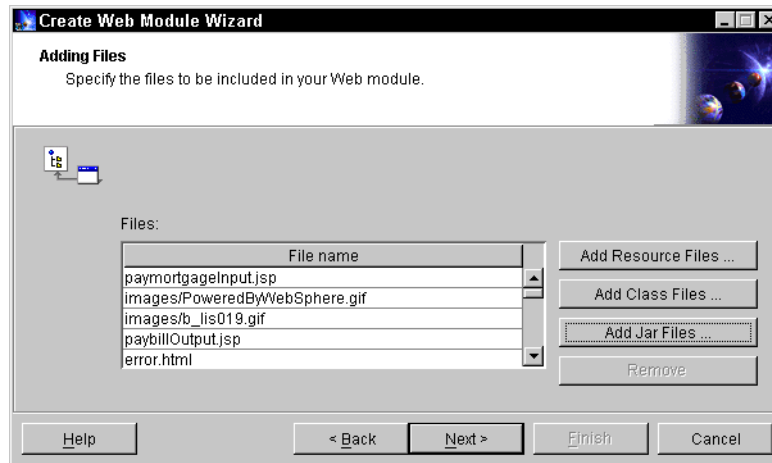 Create Web Module Wizard
Adding Files
Specify the files to be included in your Web module.
Files:
File name
paymortgageInput.jsp
images/PoweredByWebSphere.gif
images/b_lis019.gif
paybillOutput.jsp
error.html
Add Resource Files ...
Add Class Files ...
Add Jar Files ...
Remove
Help
< Back
Next >
Finish
Cancel